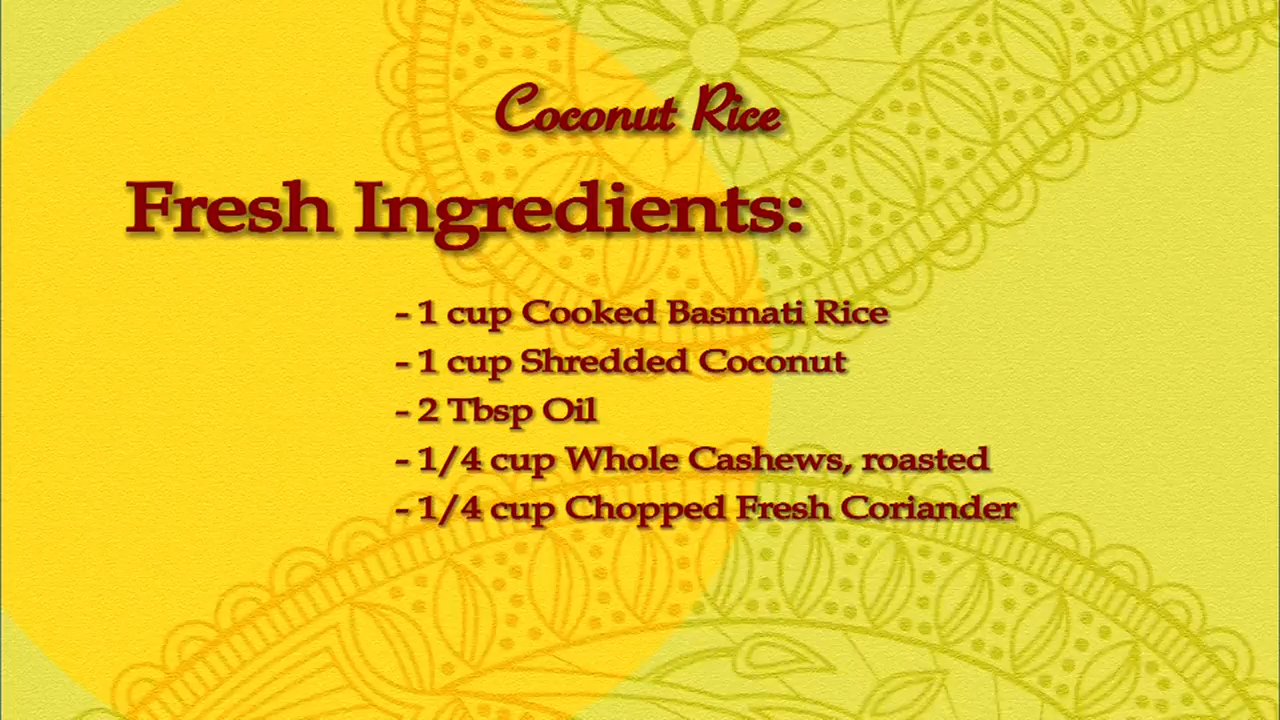 Coconut Rice
Fresh Ingredients:
- 1 cup Cooked Basmati Rice
- 1 cup Shredded Coconut
- 2 Tbsp Oil
- 1/4 cup Whole Cashews, roasted
- 1/4 cup Chopped Fresh Coriander